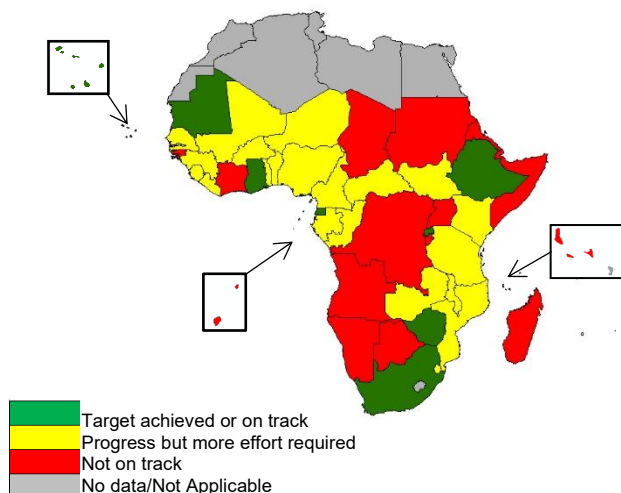 Target achieved or on track
Progress but more effort required
Not on track
No data/Not Applicable